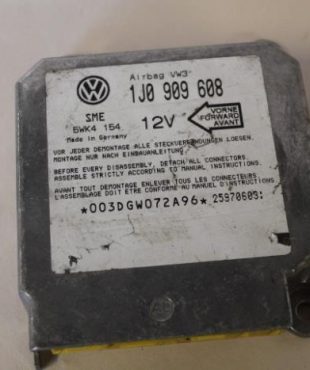 Airbag VW3
1J0 909 608
SME
5WK4 154
Made in Germany
12V
VORNE
FORWARD
AVANT
VOR JEDER DEMONTAGE ALLE STECKVERBINDUNGEN LOESEN.
MONTAGE NUR NACH EINBAUANLEITUNG.
BEFORE EVERY DISASSEMBLY, DETACH ALL CONNECTORS.
ASSEMBLE STRICTLY ACCORDING TO MANUAL INSTRUCTIONS.
AVANT TOUT DEMONTAGE ENLEVER TOUS LES CONNECTEURS
L'ASSEMBLAGE DOIT ÊTRE CONFORME AU MANUEL D'INSTRUCTIONS
*003DGW072A96* 25970603: